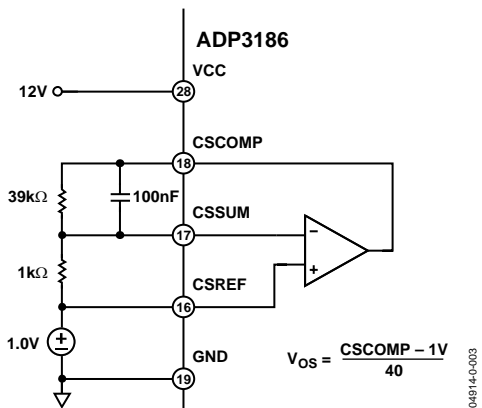 ADP3186
VCC
12V
28
CSCOMP
18
39kΩ
100nF
CSSUM
17
1kΩ
CSREF
16
1.0V
GND
19
V_OS = CSCOMP – 1V
40
–
+
+
–
04914-0-003